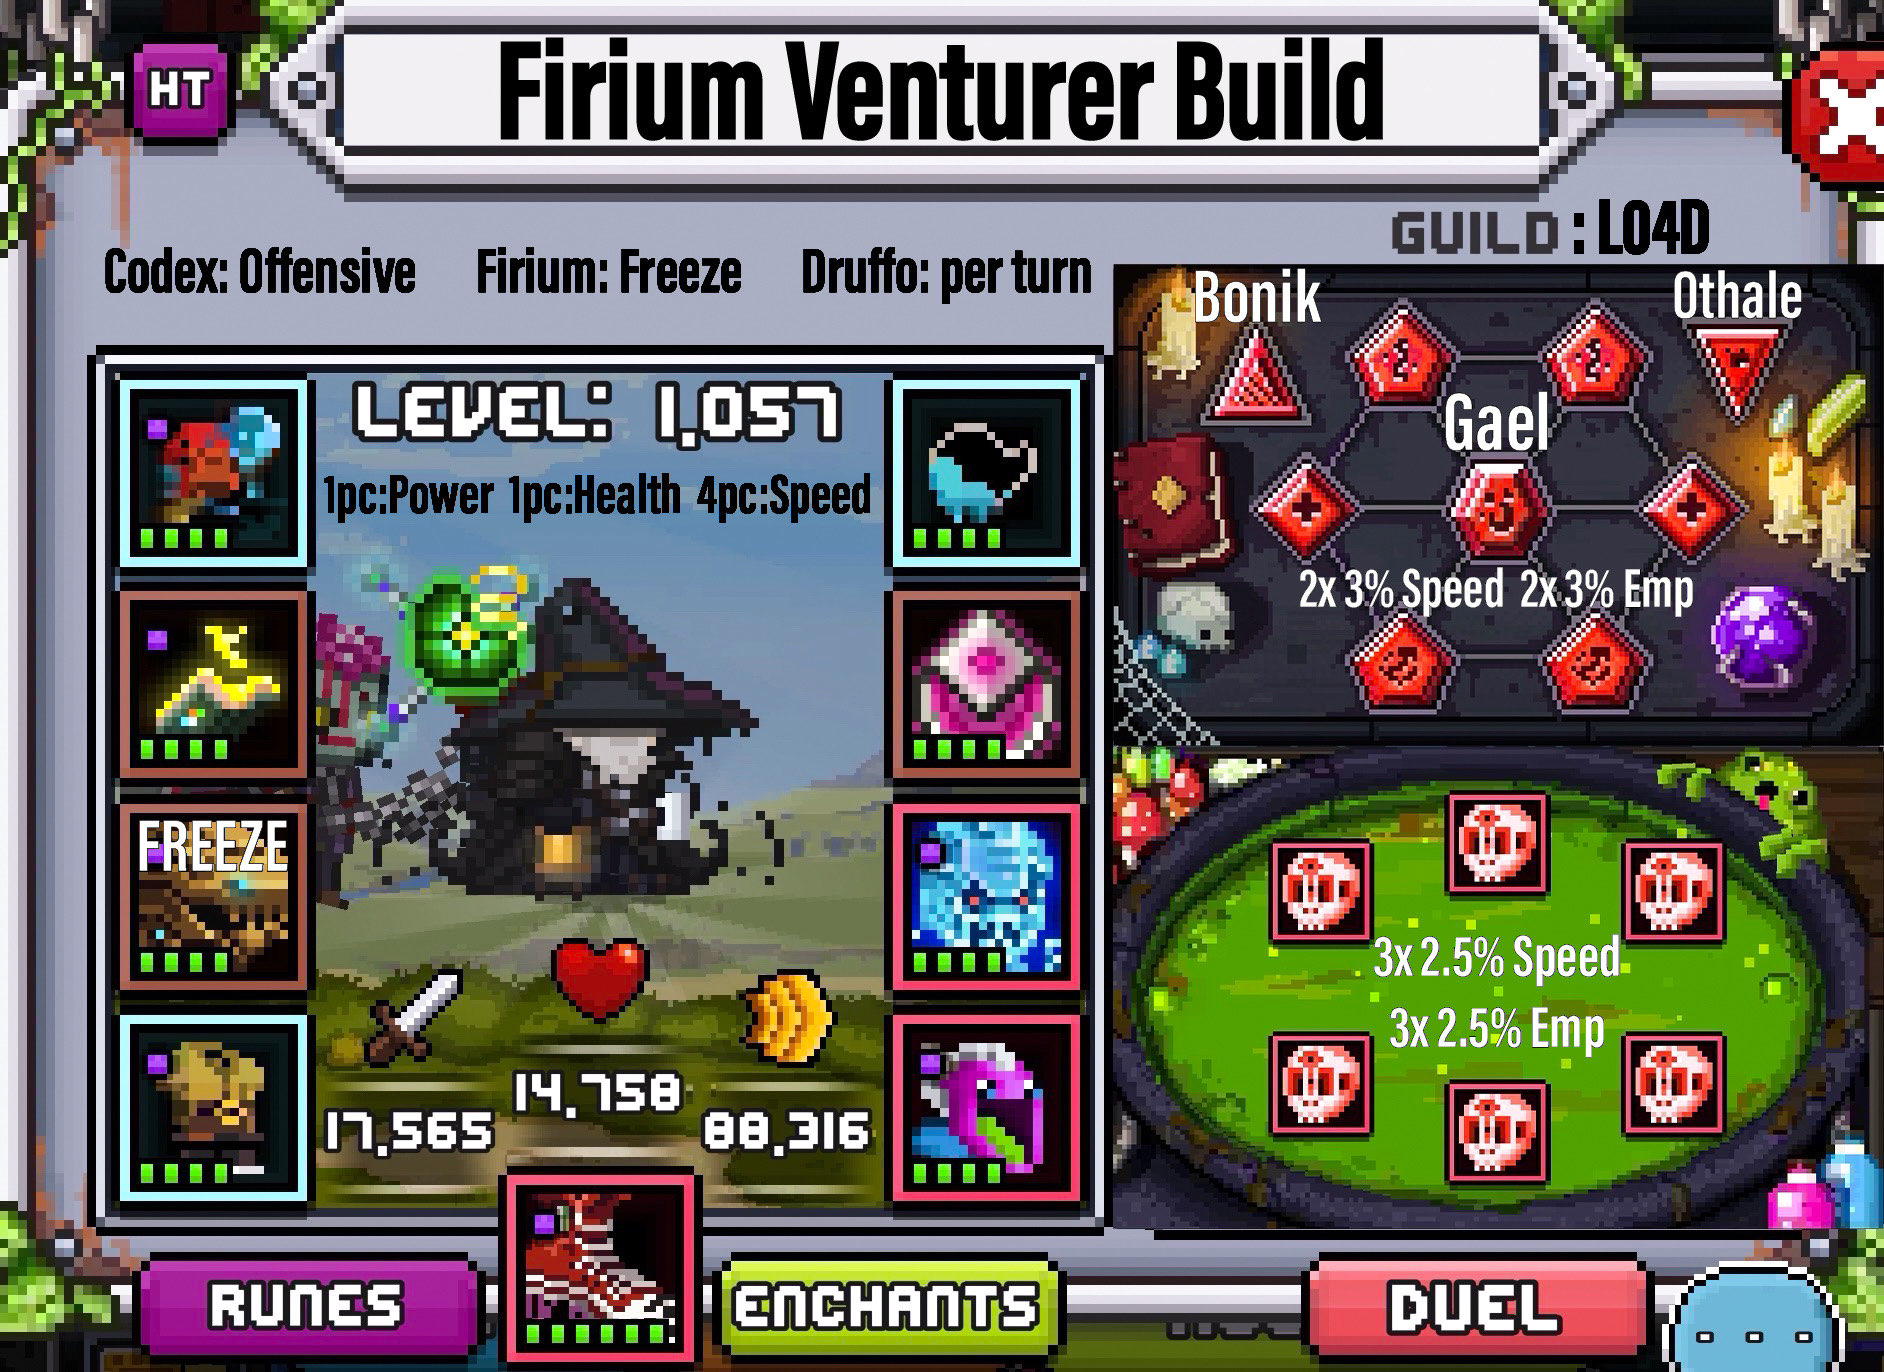 HT
Firium Venturer Build
GUILD : L04D
Codex: Offensive Firium: Freeze Druffo: per turn
LEVEL: 1,057
1pc:Power 1pc:Health 4pc:Speed
FREEZE
17,565
14,758
88,316
Bonik
Othale
Gael
2x 3% Speed 2x 3% Emp
3x 2.5% Speed
3x 2.5% Emp
RUNES
ENCHANTS
DUEL